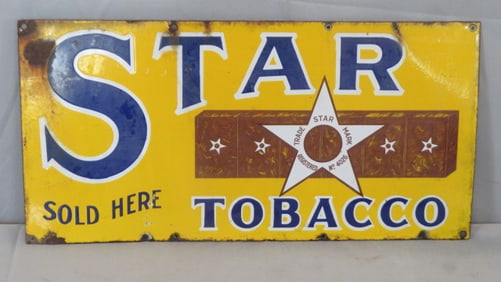 STAR
TRADE STAR MARK
REGISTERED No. 4026
SOLD HERE
TOBACCO